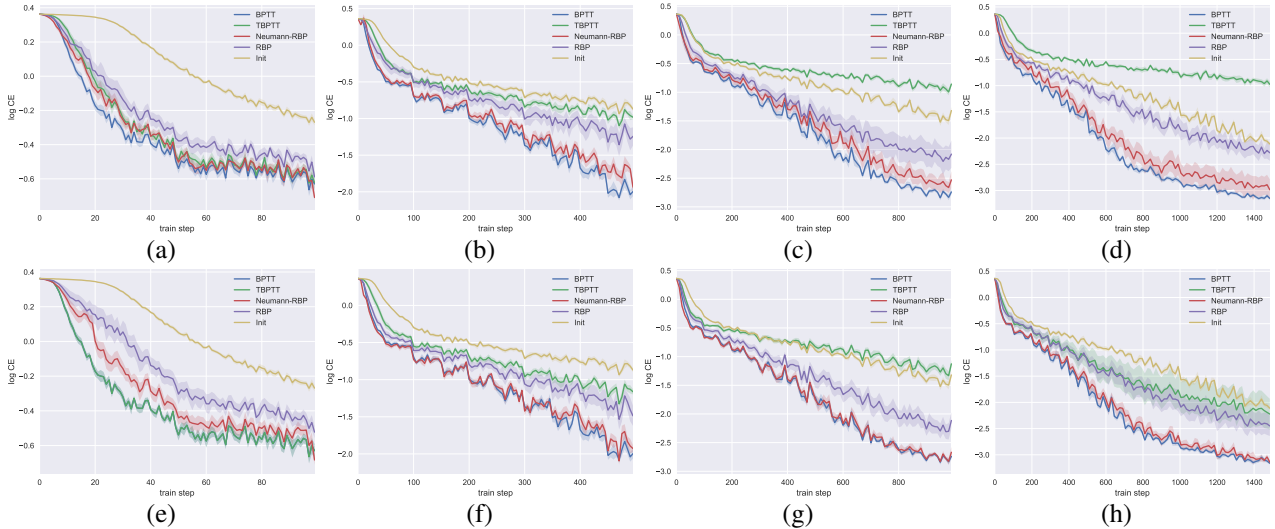 0.4
0.2
0.0
−0.2
−0.4
−0.6
log CE
BPTT
TBPTT
Neumann-RBP
RBP
Init
0 20 40 60 80
train step
(a)
0.0
−0.5
−1.0
−1.5
−2.0
log CE
BPTT
TBPTT
Neumann-RBP
RBP
Init
0 100 200 300 400
train step
(b)
0.5
0.0
−0.5
−1.0
−1.5
−2.0
−2.5
−3.0
log CE
BPTT
TBPTT
Neumann-RBP
RBP
Init
0 200 400 600 800
train step
(c)
0.5
0.0
−0.5
−1.0
−1.5
−2.0
−2.5
−3.0
log CE
BPTT
TBPTT
Neumann-RBP
RBP
Init
0 200 400 600 800 1000 1200 1400
train step
(d)
0.4
0.2
0.0
−0.2
−0.4
−0.6
log CE
BPTT
TBPTT
Neumann-RBP
RBP
Init
0 20 40 60 80
train step
(e)
0.0
−0.5
−1.0
−1.5
−2.0
log CE
BPTT
TBPTT
Neumann-RBP
RBP
Init
0 100 200 300 400
train step
(f)
0.5
0.0
−0.5
−1.0
−1.5
−2.0
−2.5
−3.0
log CE
BPTT
TBPTT
Neumann-RBP
RBP
Init
0 200 400 600 800
train step
(g)
0.5
0.0
−0.5
−1.0
−1.5
−2.0
−2.5
−3.0
log CE
BPTT
TBPTT
Neumann-RBP
RBP
Init
0 200 400 600 800 1000 1200 1400
train step
(h)